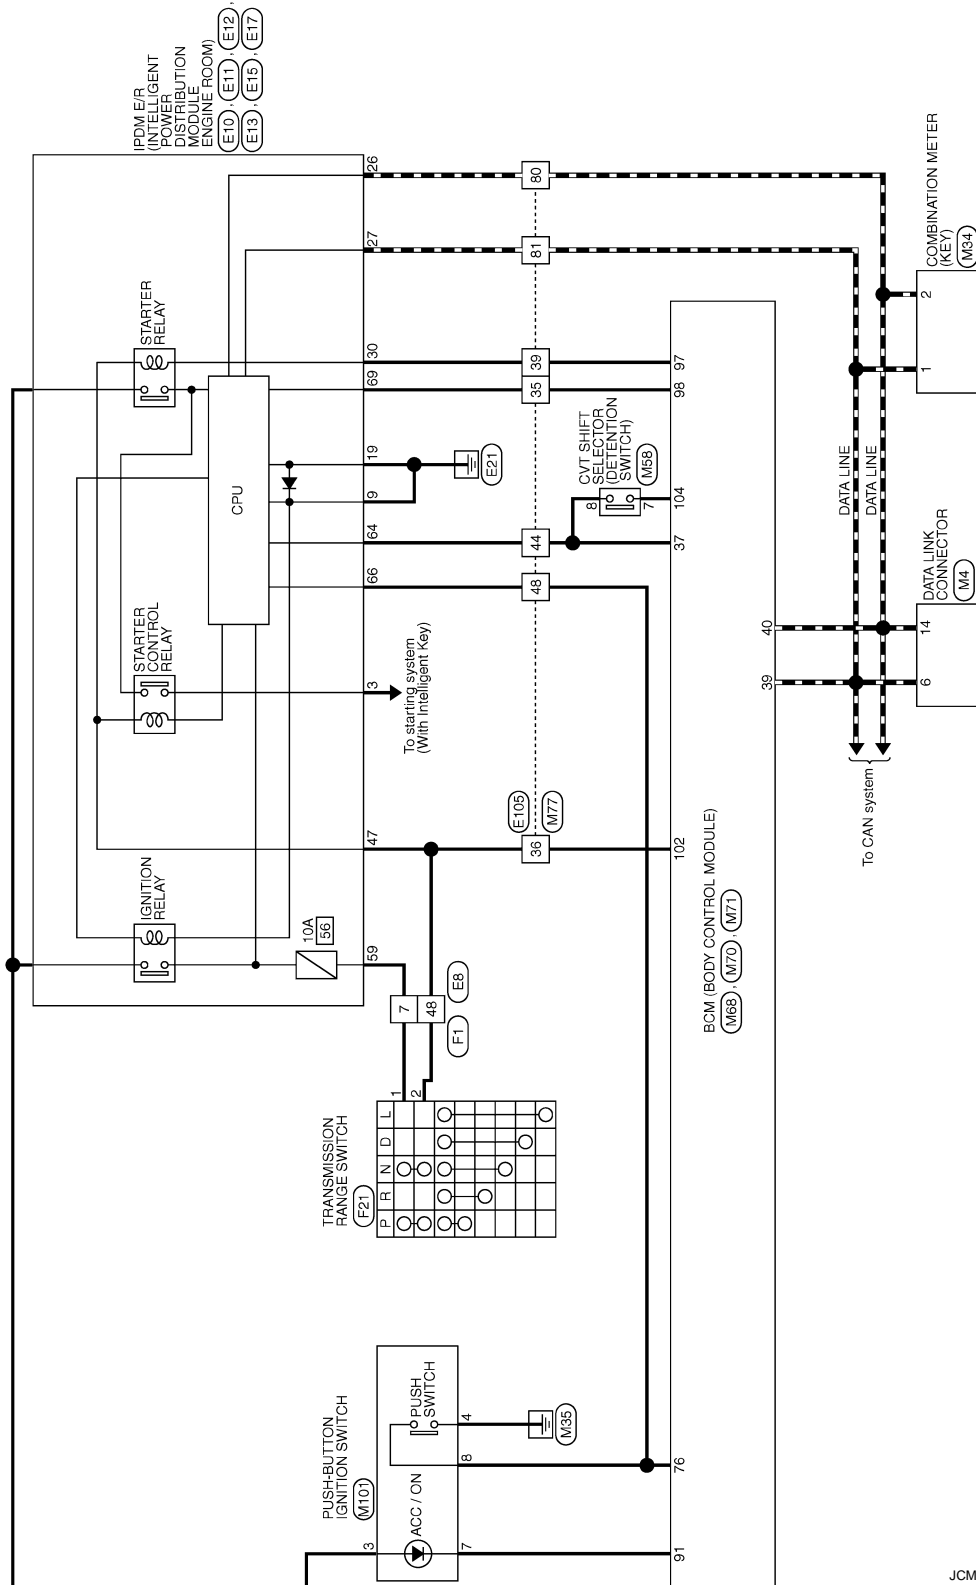 IPDM E/R
(INTELLIGENT
POWER
DISTRIBUTION
MODULE
ENGINE ROOM)
E10 , E11 , E12 ,
E13 , E15 , E17
STARTER
RELAY
CPU
STARTER
CONTROL
RELAY
IGNITION
RELAY
10A
56
26
27
30
69
19
9
64
66
3
47
59
80
81
39
35
44
48
36
E105
M77
E21
To starting system
(With Intelligent Key)
CVT SHIFT
SELECTOR
(DETENTION
SWITCH)
M58
8
7
97
98
104
37
102
76
91
40
39
BCM (BODY CONTROL MODULE)
M68 , M70 , M71
DATA LINE
DATA LINE
To CAN system
COMBINATION METER
(KEY)
M34
2
1
DATA LINK
CONNECTOR
M4
14
6
7
48
E8
F1
1
2
TRANSMISSION
RANGE SWITCH
F21
P R N D L
PUSH-BUTTON
IGNITION SWITCH
M101
PUSH
SWITCH
ACC / ON
3
7
8
4
M35
JCM